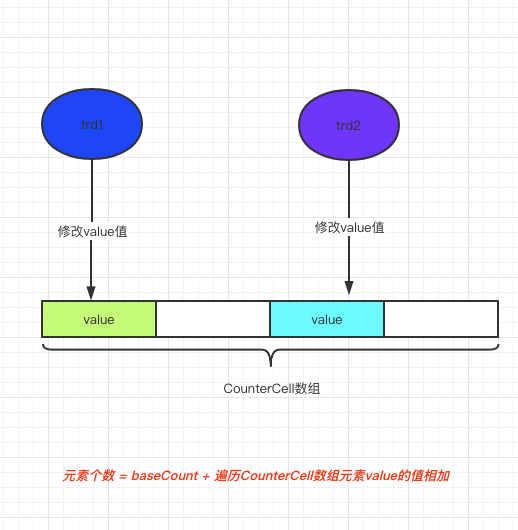 trd1
trd2
修改value值
修改value值
value
value
CounterCell数组
元素个数 = baseCount + 遍历CounterCell数组元素value的值相加